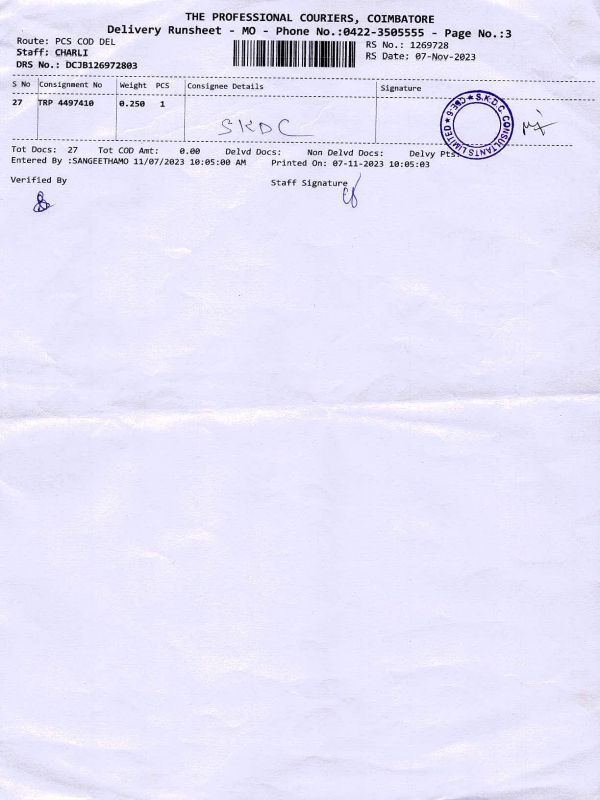 THE PROFESSIONAL COURIERS, COIMBATORE
Delivery Runsheet - MO - Phone No.:0422-3505555 - Page No.:3
Route: PCS COD DEL
Staff: CHARLI
DRS No.: DCJB126972803
RS No.: 1269728
RS Date: 07-Nov-2023
S No Consignment No Weight PCS Consignee Details Signature
27 TRP 4497410 0.250 1
SKDC
S.K.D.C. CONSULTANTS LIMITED ★ CBE-6 ★
Tot Docs: 27 Tot COD Amt: 0.00 Delvd Docs: Non Delvd Docs: Delvy Pts:
Entered By :SANGEETHAMO 11/07/2023 10:05:00 AM Printed On: 07-11-2023 10:05:03
Verified By Staff Signature